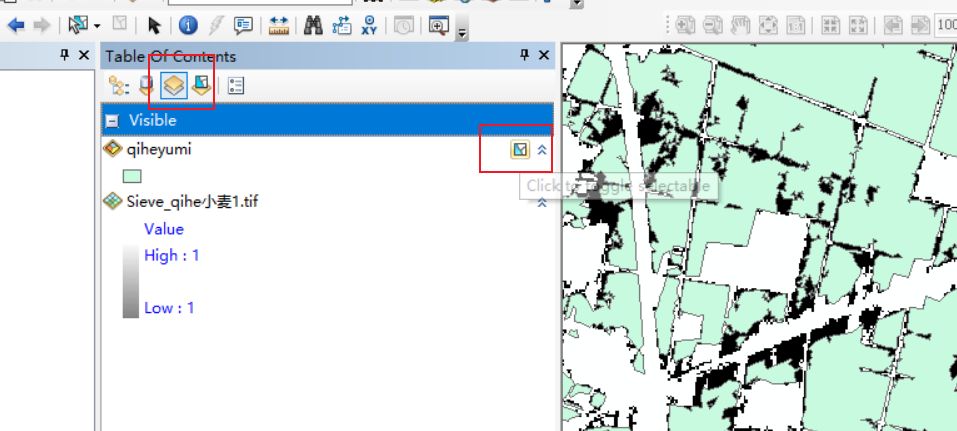 XY
100
Table Of Contents
Visible
qiheyumi
Click to toggle selectable
Sieve_qihe小麦1.tif
Value
High : 1
Low : 1